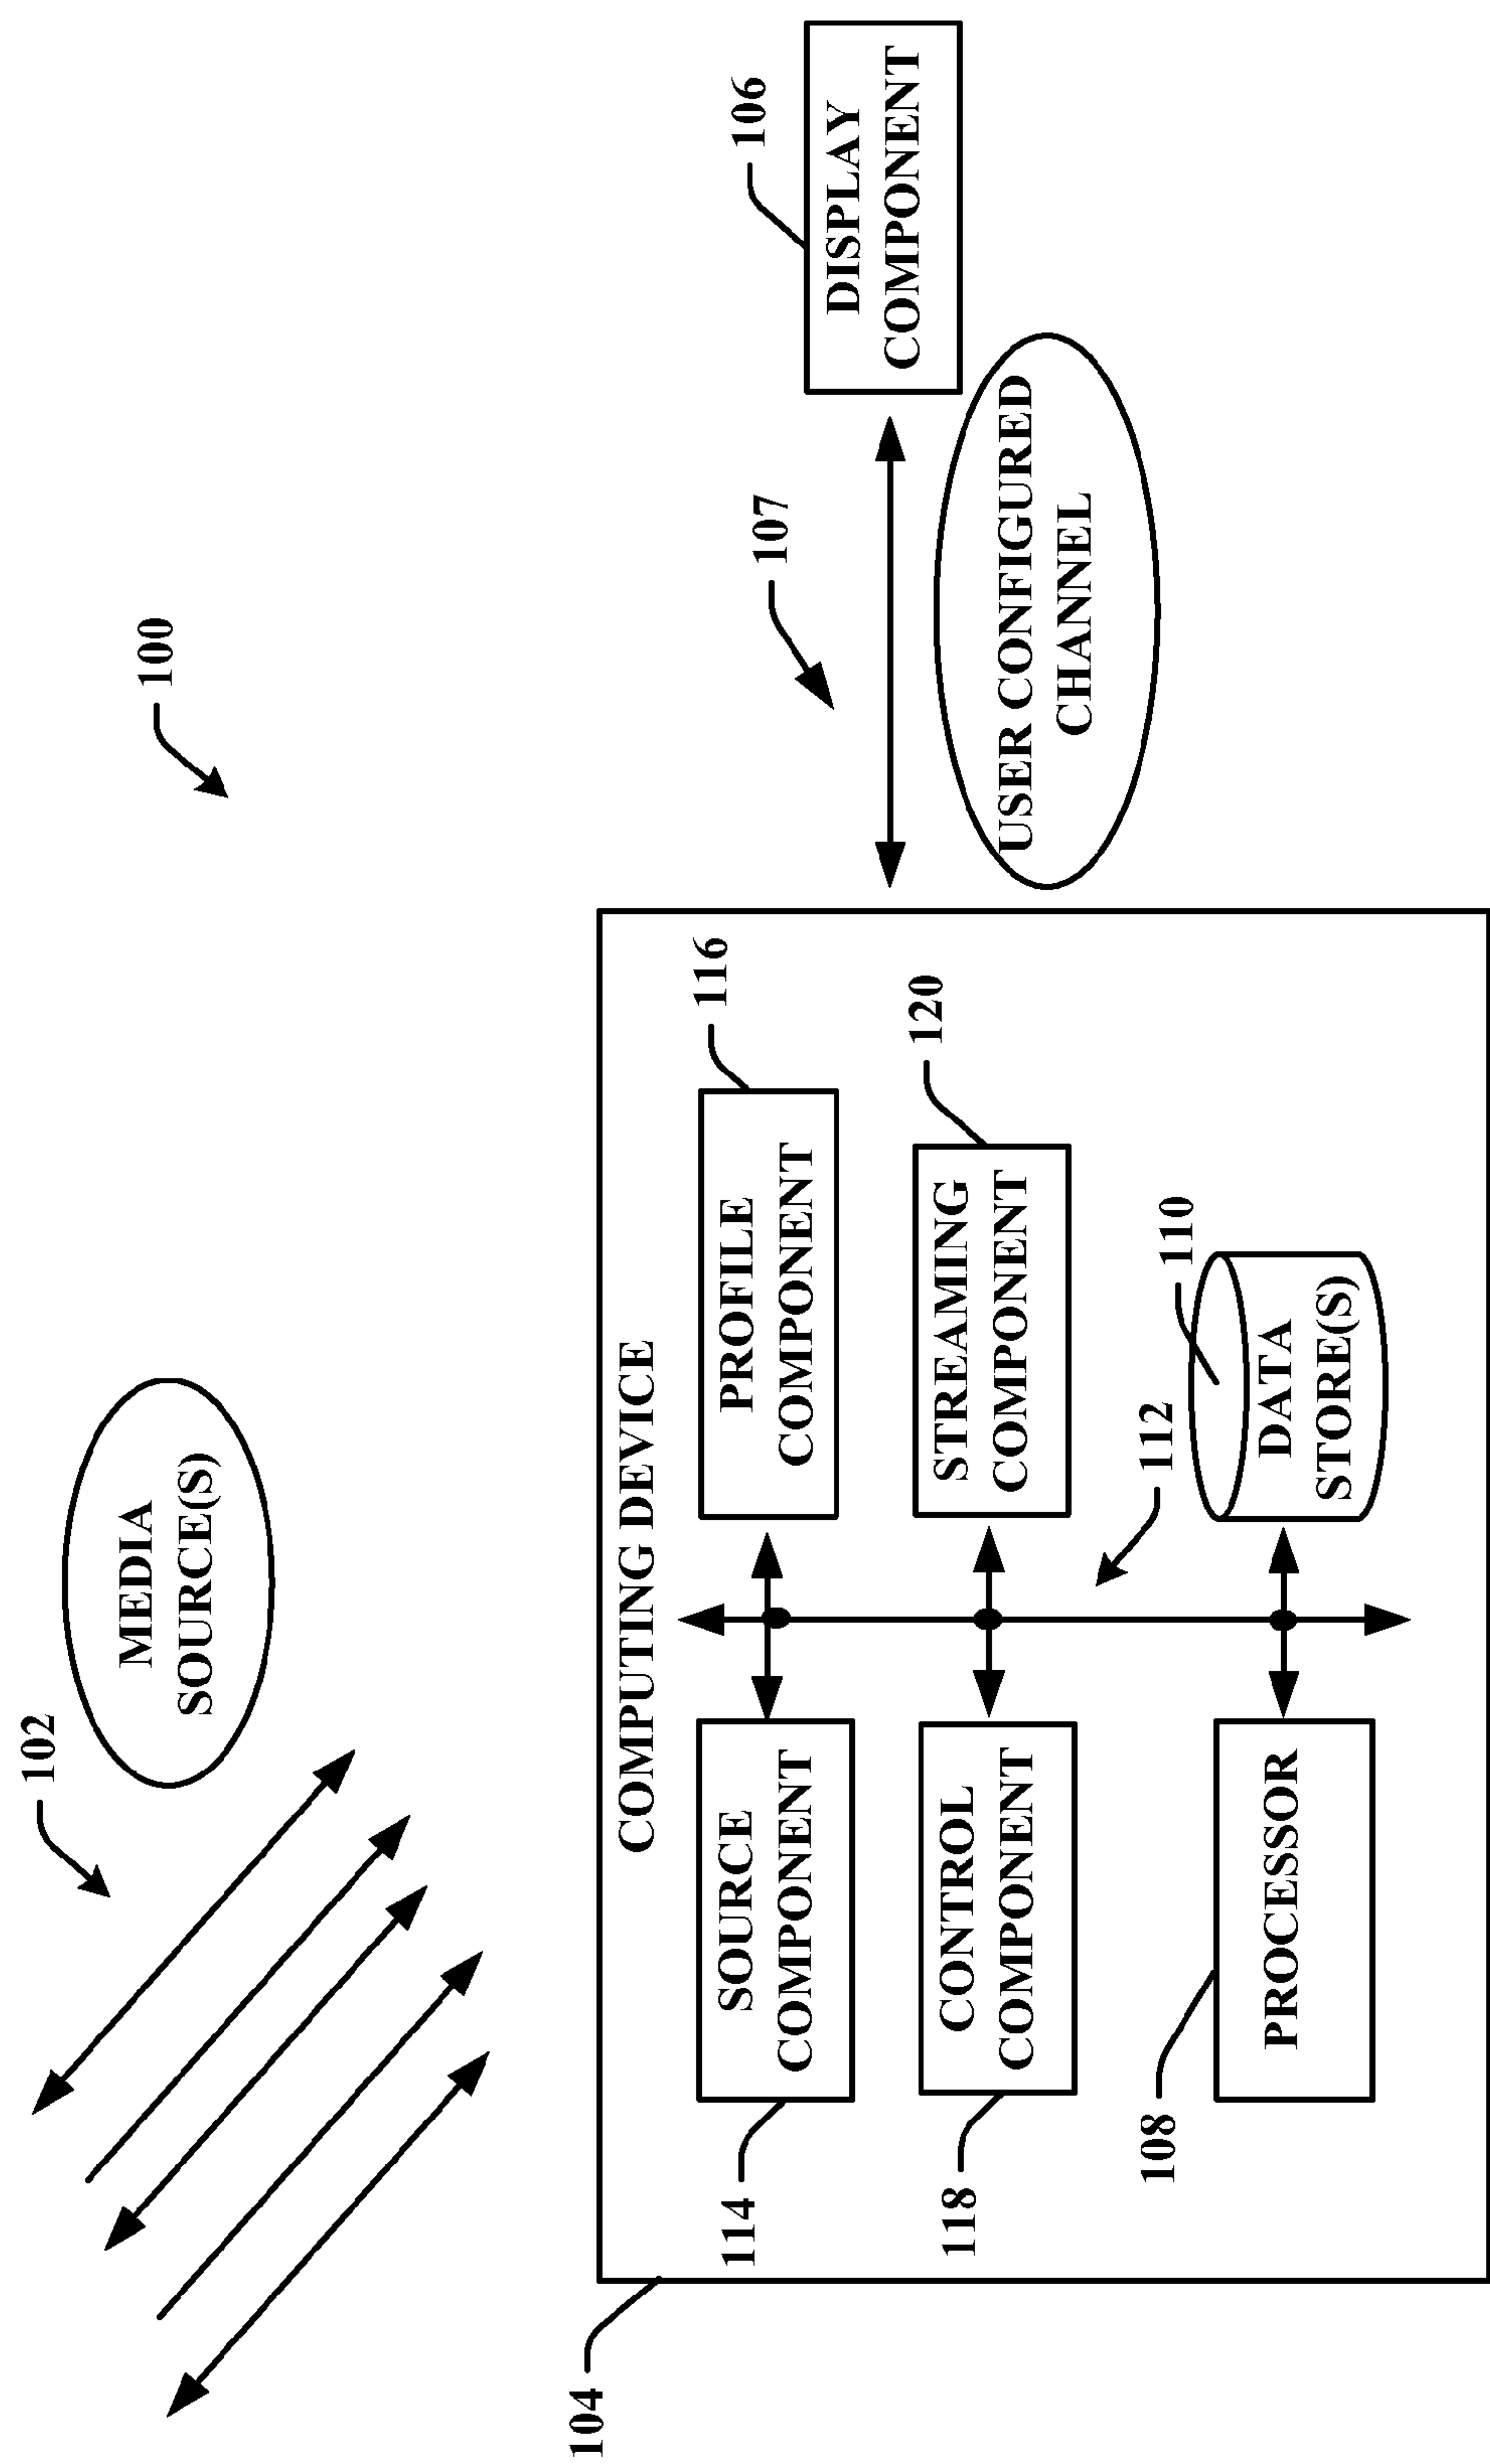 100
102
MEDIA
SOURCE(S)
104
COMPUTING DEVICE
114
SOURCE
COMPONENT
116
PROFILE
COMPONENT
118
CONTROL
COMPONENT
120
STREAMING
COMPONENT
108
PROCESSOR
112
110
DATA
STORE(S)
107
USER CONFIGURED
CHANNEL
106
DISPLAY
COMPONENT